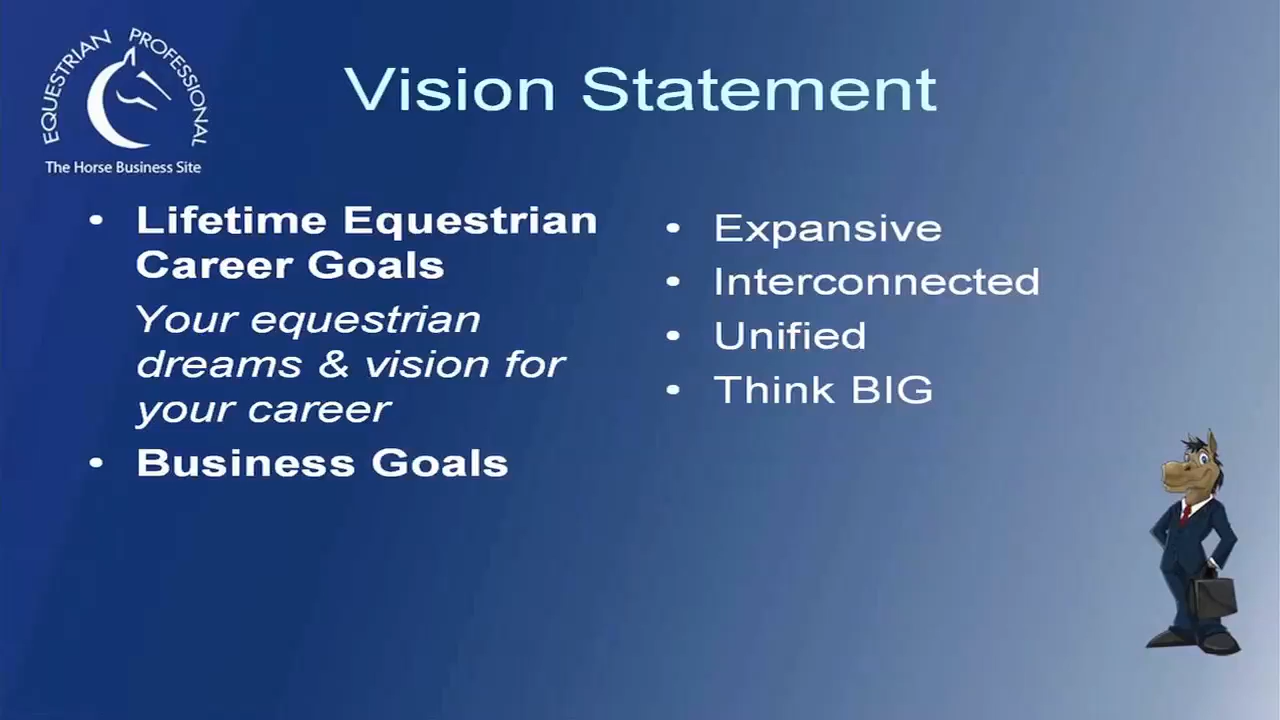 EQUESTRIAN PROFESSIONAL
The Horse Business Site
Vision Statement
• Lifetime Equestrian
Career Goals
Your equestrian
dreams & vision for
your career
• Business Goals
• Expansive
• Interconnected
• Unified
• Think BIG